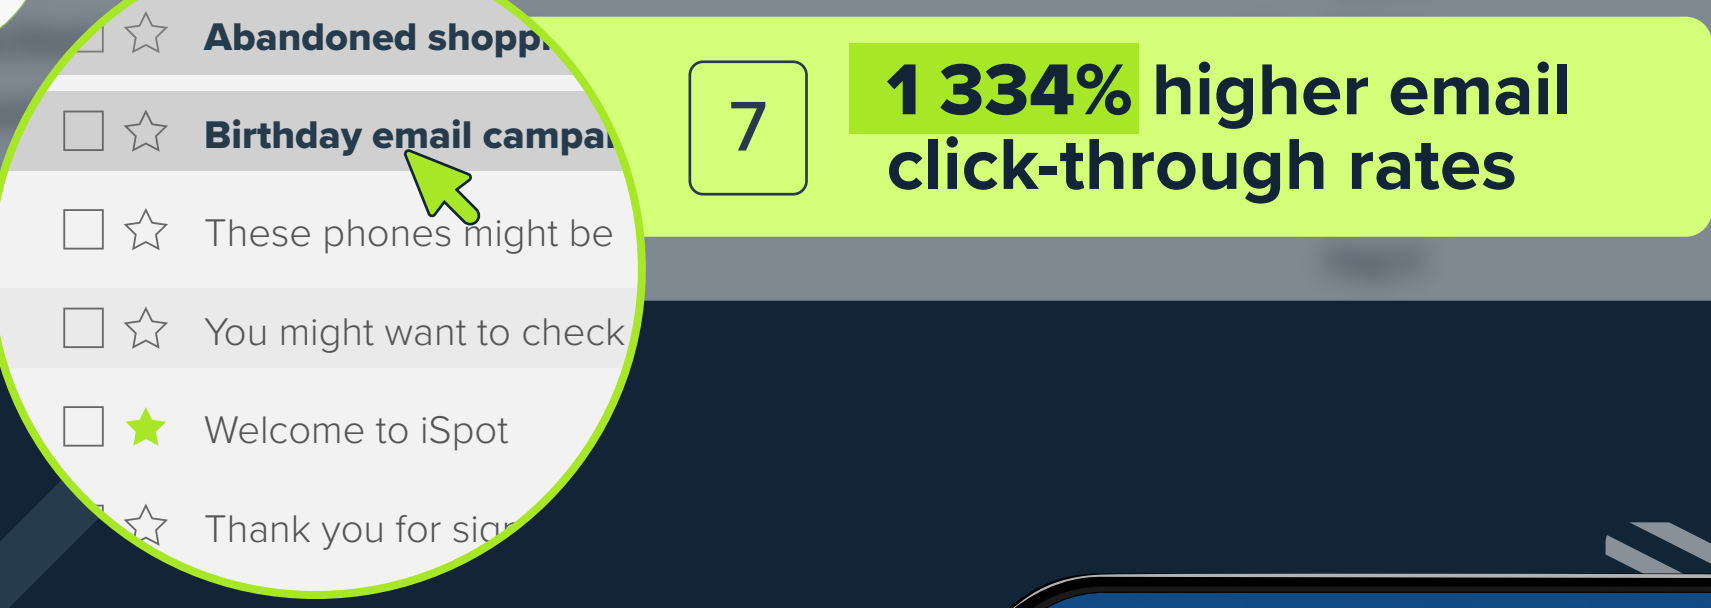 Abandoned shopp
Birthday email campai
These phones might be
You might want to check
Welcome to iSpot
Thank you for sig
7
1 334% higher email
click-through rates